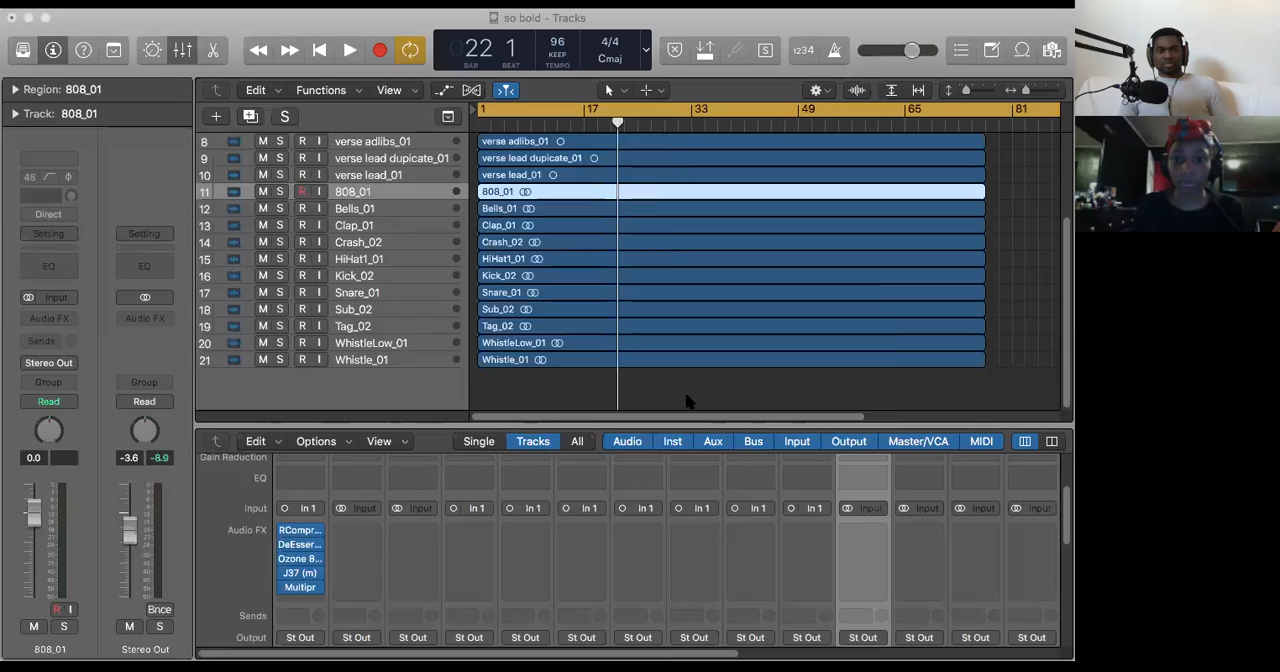 so bold - Tracks
22 1
BAR BEAT
96
KEEP
TEMPO
4/4
Cmaj
1234
Region: 808_01
Track: 808_01
Edit Functions View
1 17 33 49 65 81
S
8 M S R I verse adlibs_01 verse adlibs_01
9 M S R I verse lead dupicate_01 verse lead dupicate_01
10 M S R I verse lead_01 verse lead_01
11 M S R I 808_01 808_01
12 M S R I Bells_01 Bells_01
13 M S R I Clap_01 Clap_01
14 M S R I Crash_02 Crash_02
15 M S R I HiHat1_01 HiHat1_01
16 M S R I Kick_02 Kick_02
17 M S R I Snare_01 Snare_01
18 M S R I Sub_02 Sub_02
19 M S R I Tag_02 Tag_02
20 M S R I WhistleLow_01 WhistleLow_01
21 M S R I Whistle_01 Whistle_01
48
Direct
Setting Setting
EQ EQ
Input
Audio FX Audio FX
Sends
Stereo Out
Group Group
Read Read
0.0 -3.6 -8.9
R I Bnce
M S M S
808_01 Stereo Out
Edit Options View Single Tracks All Audio Inst Aux Bus Input Output Master/VCA MIDI
Gain Reduction
EQ
Input In 1 Input Input In 1 In 1 In 1 In 1 In 1 In 1 In 1 Input Input Input Input
Audio FX RCompr...
DeEsser...
Ozone 8...
J37 (m)
Multipr
Sends
Output St Out St Out St Out St Out St Out St Out St Out St Out St Out St Out St Out St Out St Out St Out